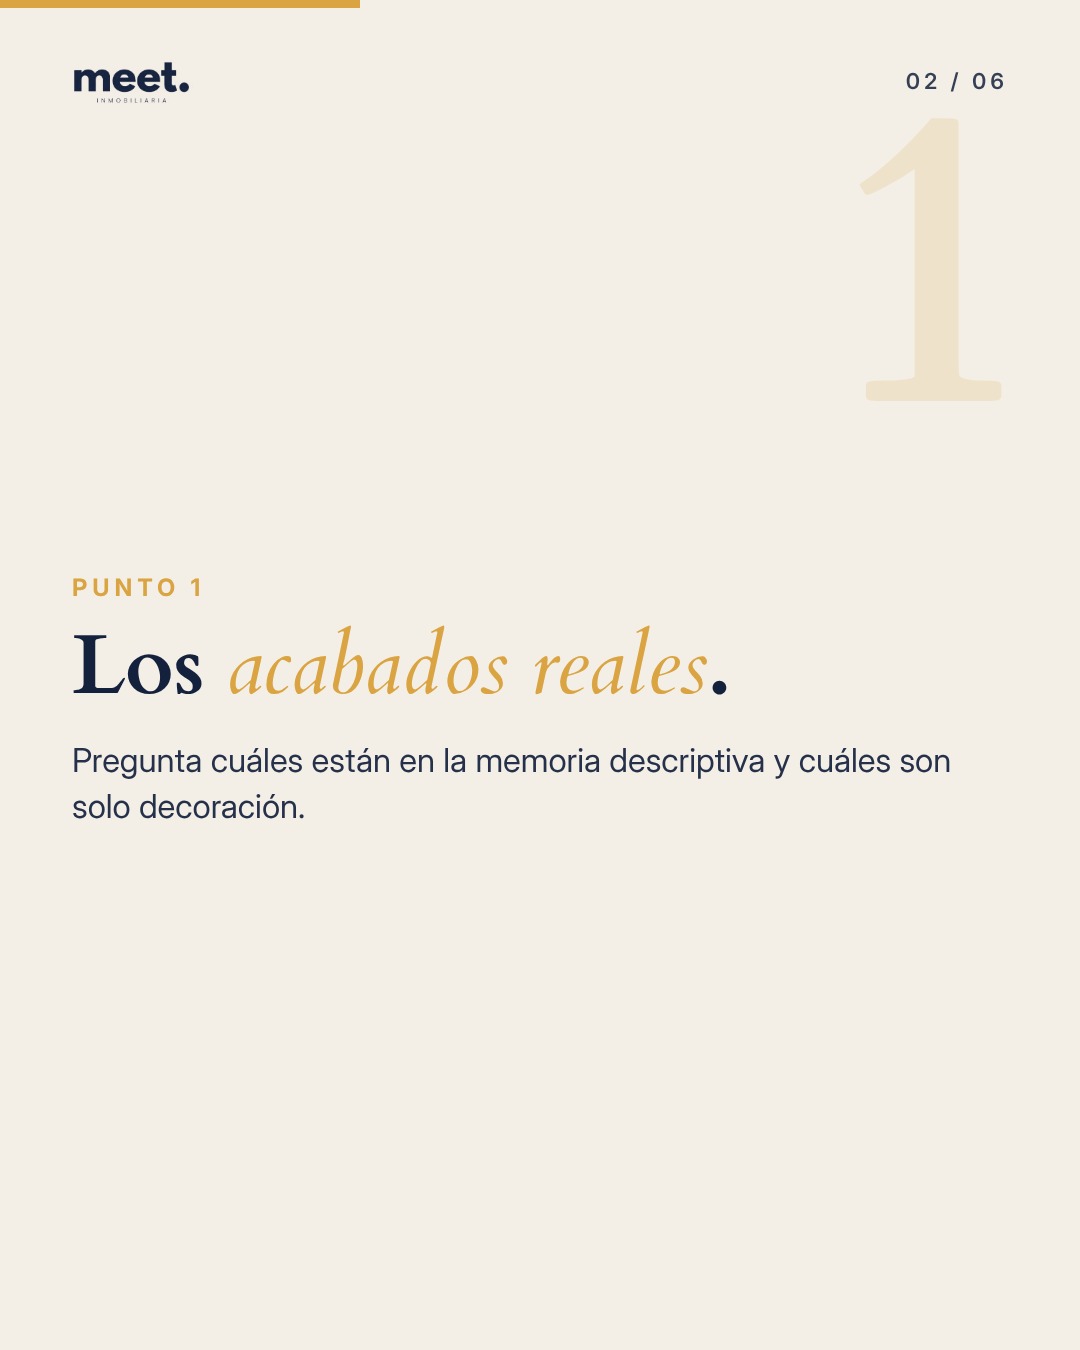 meet.
INMOBILIARIA
02 / 06
1
PUNTO 1
Los acabados reales.
Pregunta cuáles están en la memoria descriptiva y cuáles son
solo decoración.